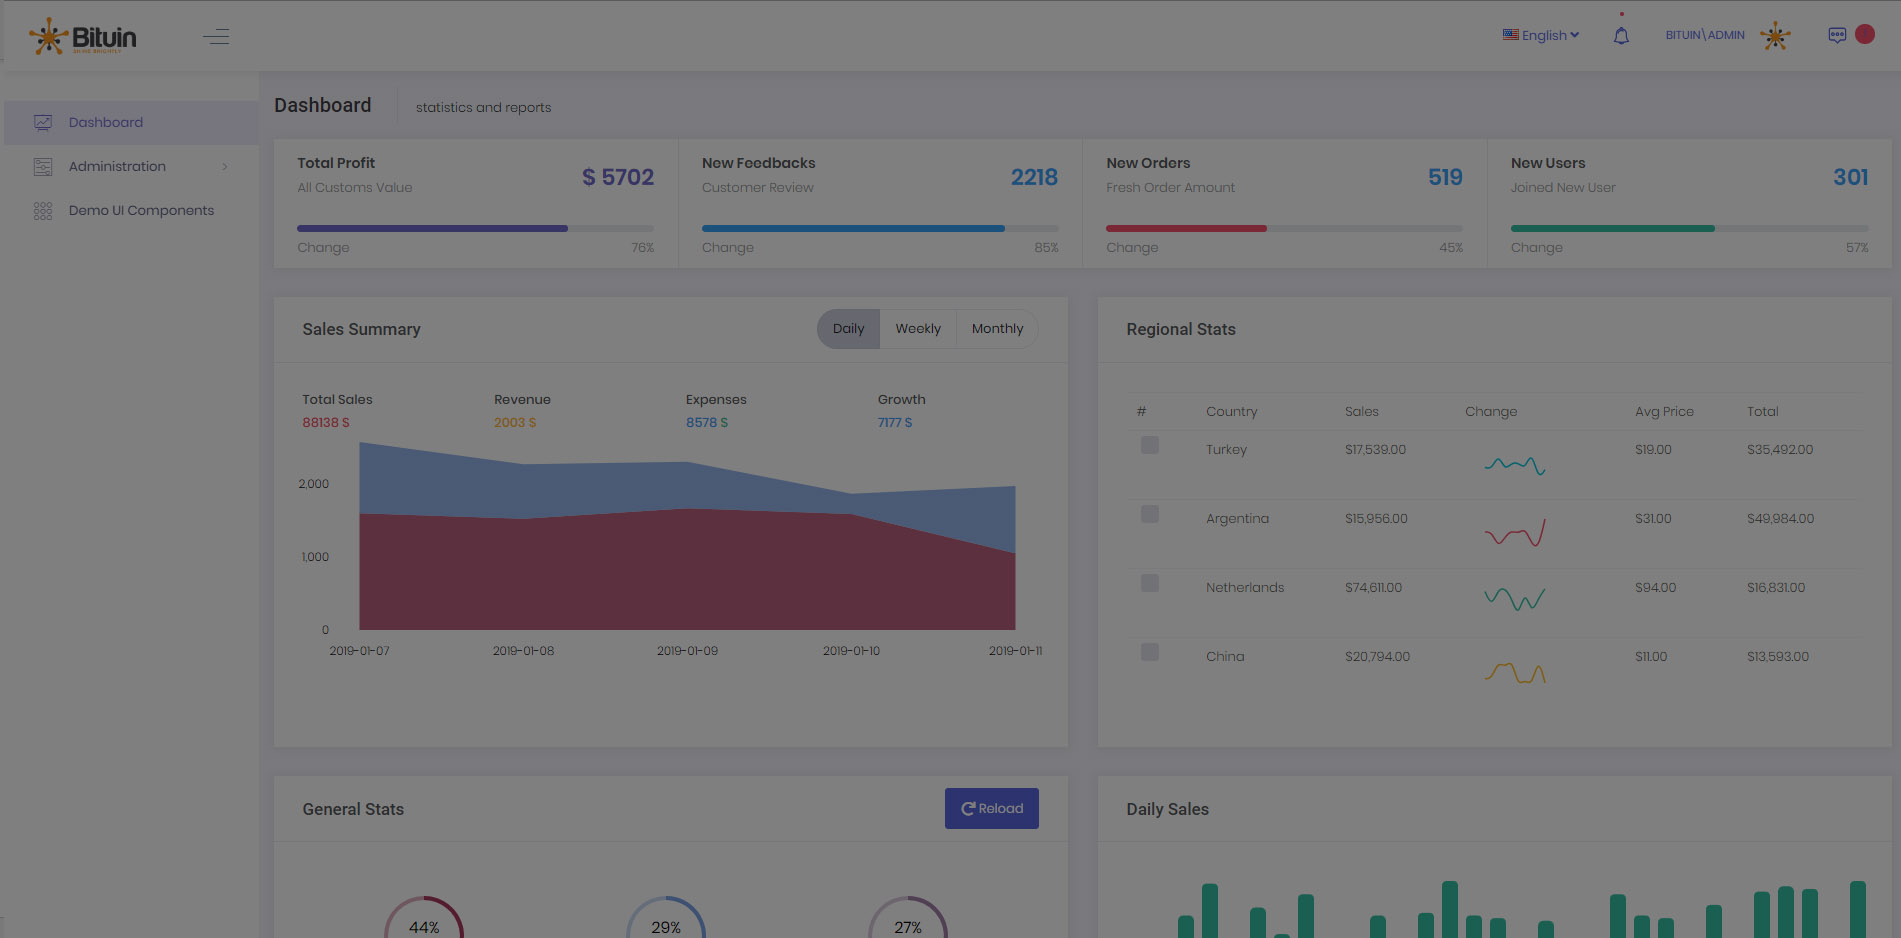 Bituin
SHINE BRIGHTLY
English
BITUIN\ADMIN
Dashboard
Administration
Demo UI Components
Dashboard
statistics and reports
Total Profit
All Customs Value
$ 5702
Change
76%
New Feedbacks
Customer Review
2218
Change
85%
New Orders
Fresh Order Amount
519
Change
45%
New Users
Joined New User
301
Change
57%
Sales Summary
Daily
Weekly
Monthly
Total Sales
88138 $
Revenue
2003 $
Expenses
8578 $
Growth
7177 $
2,000
1,000
0
2019-01-07
2019-01-08
2019-01-09
2019-01-10
2019-01-11
Regional Stats
# Country Sales Change Avg Price Total
Turkey $17,539.00 $19.00 $35,492.00
Argentina $15,956.00 $31.00 $49,984.00
Netherlands $74,611.00 $94.00 $16,831.00
China $20,794.00 $11.00 $13,593.00
General Stats
Reload
44%
29%
27%
Daily Sales